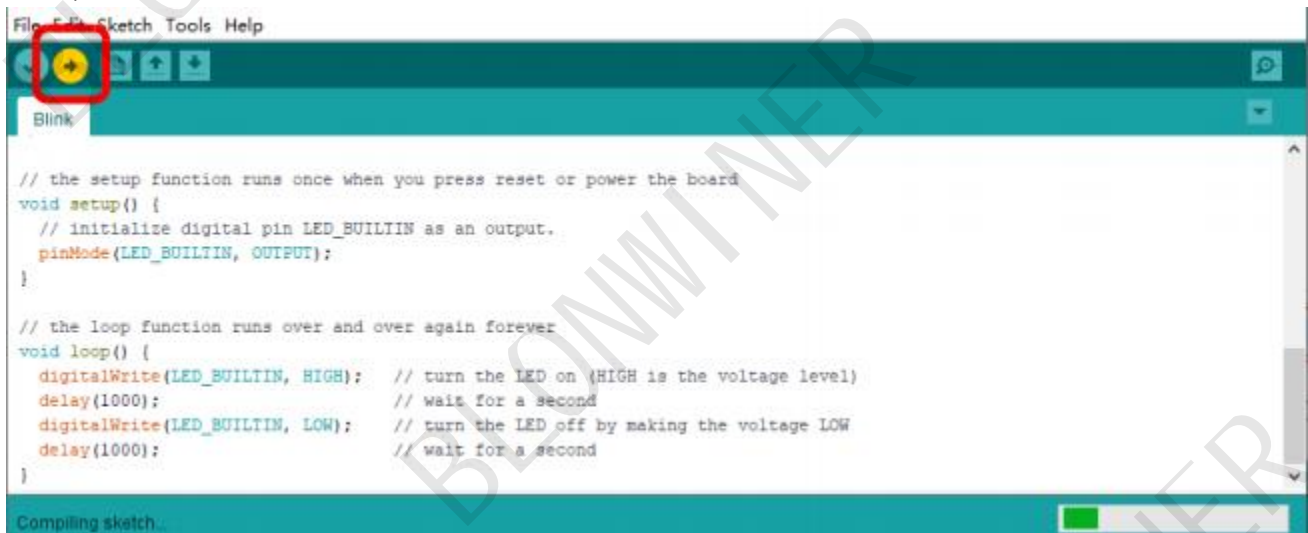 File Edit Sketch Tools Help
Blink
// the setup function runs once when you press reset or power the board
void setup() {
  // initialize digital pin LED_BUILTIN as an output.
  pinMode(LED_BUILTIN, OUTPUT);
}
// the loop function runs over and over again forever
void loop() {
  digitalWrite(LED_BUILTIN, HIGH);   // turn the LED on (HIGH is the voltage level)
  delay(1000);                       // wait for a second
  digitalWrite(LED_BUILTIN, LOW);    // turn the LED off by making the voltage LOW
  delay(1000);                       // wait for a second
}
Compiling sketch...
BLONWINER